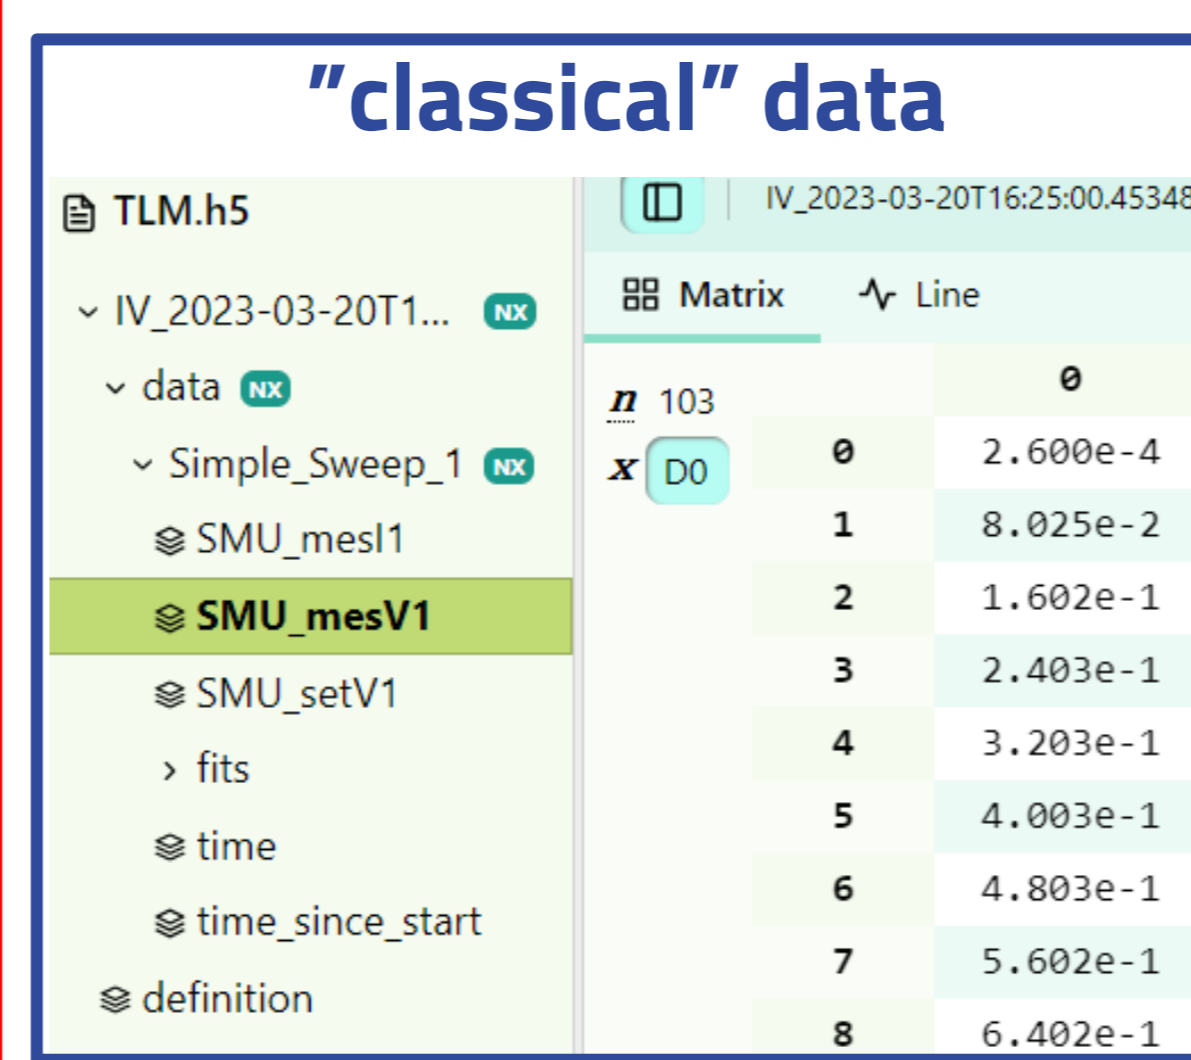 ”classical” data
TLM.h5
IV_2023-03-20T1... NX
data NX
Simple_Sweep_1 NX
SMU_mesI1
SMU_mesV1
SMU_setV1
fits
time
time_since_start
definition
IV_2023-03-20T16:25:00.45348
Matrix Line
n 103
x D0
0
0 2.600e-4
1 8.025e-2
2 1.602e-1
3 2.403e-1
4 3.203e-1
5 4.003e-1
6 4.803e-1
7 5.602e-1
8 6.402e-1